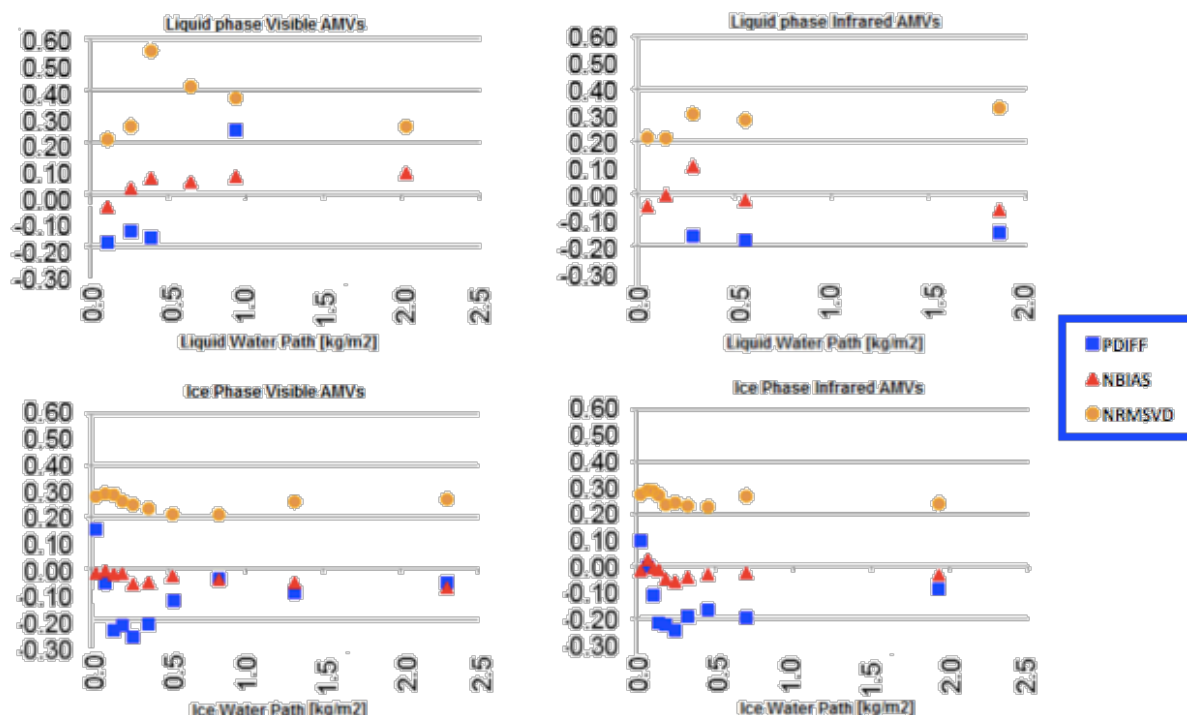 Liquid phase Visible AMVs
0.60
0.50
0.40
0.30
0.20
0.10
0.00
-0.10
-0.20
-0.30
0.0 0.5 1.0 1.5 2.0 2.5
Liquid Water Path [kg/m2]
Liquid phase Infrared AMVs
0.60
0.50
0.40
0.30
0.20
0.10
0.00
-0.10
-0.20
-0.30
0.0 0.5 1.0 1.5 2.0
Liquid Water Path [kg/m2]
PDIFF
NBIAS
NRMSVD
Ice Phase Visible AMVs
0.60
0.50
0.40
0.30
0.20
0.10
0.00
-0.10
-0.20
-0.30
0.0 0.5 1.0 1.5 2.0 2.5
Ice Water Path [kg/m2]
Ice Phase Infrared AMVs
0.60
0.50
0.40
0.30
0.20
0.10
0.00
-0.10
-0.20
-0.30
0.0 0.5 1.0 1.5 2.0 2.5
Ice Water Path [kg/m2]